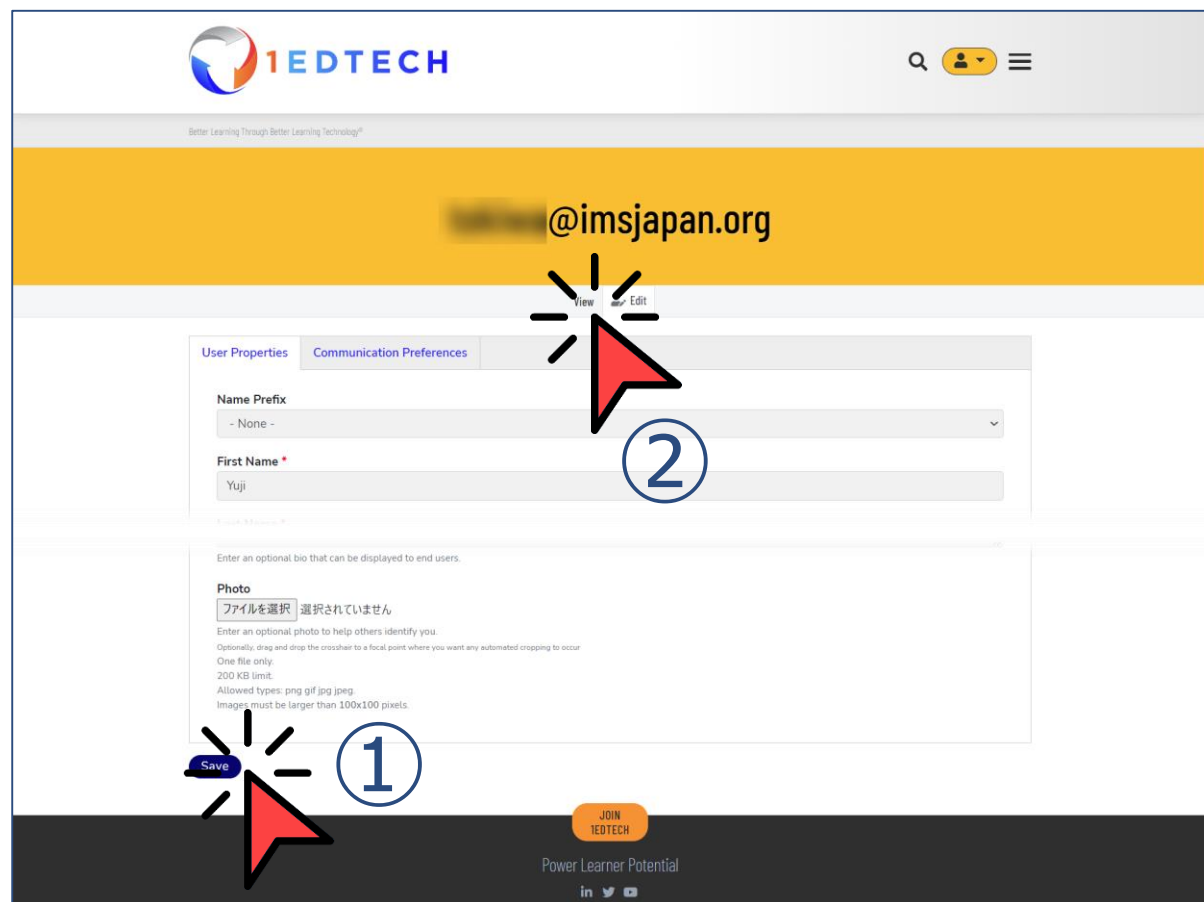 1EDTECH
Better Learning Through Better Learning Technology®
@imsjapan.org
View Edit
User Properties Communication Preferences
Name Prefix
- None -
②
First Name *
Yuji
Enter an optional bio that can be displayed to end users.
Photo
ファイルを選択 選択されていません
Enter an optional photo to help others identify you.
Optionally, drag and drop the crosshair to a focal point where you want any automated cropping to occur
One file only.
200 KB limit.
Allowed types: png gif jpg jpeg.
Images must be larger than 100x100 pixels.
Save
①
JOIN
1EDTECH
Power Learner Potential
in